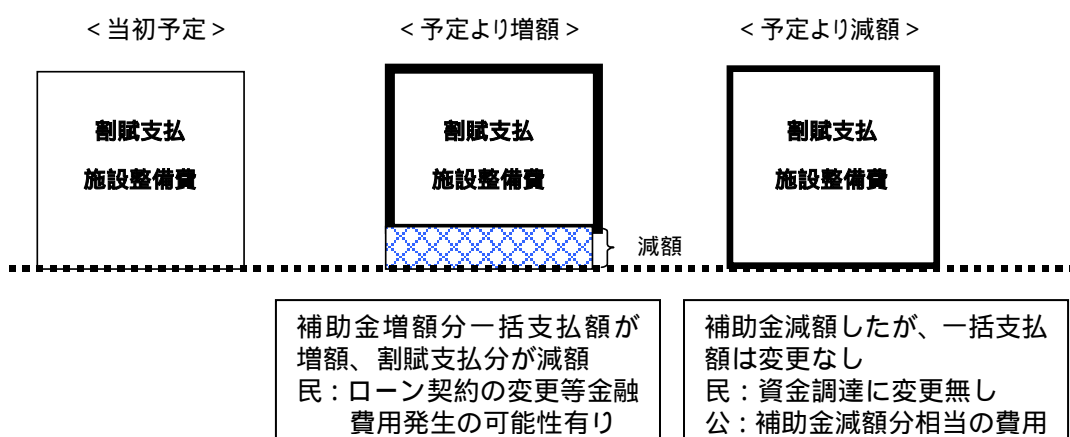 ＜当初予定＞
＜予定より増額＞
＜予定より減額＞
割賦支払
施設整備費
割賦支払
施設整備費
減額
割賦支払
施設整備費
補助金増額分一括支払額が
増額、割賦支払分が減額
民：ローン契約の変更等金融
費用発生の可能性有り
補助金減額したが、一括支払
額は変更なし
民：資金調達に変更無し
公：補助金減額分相当の費用